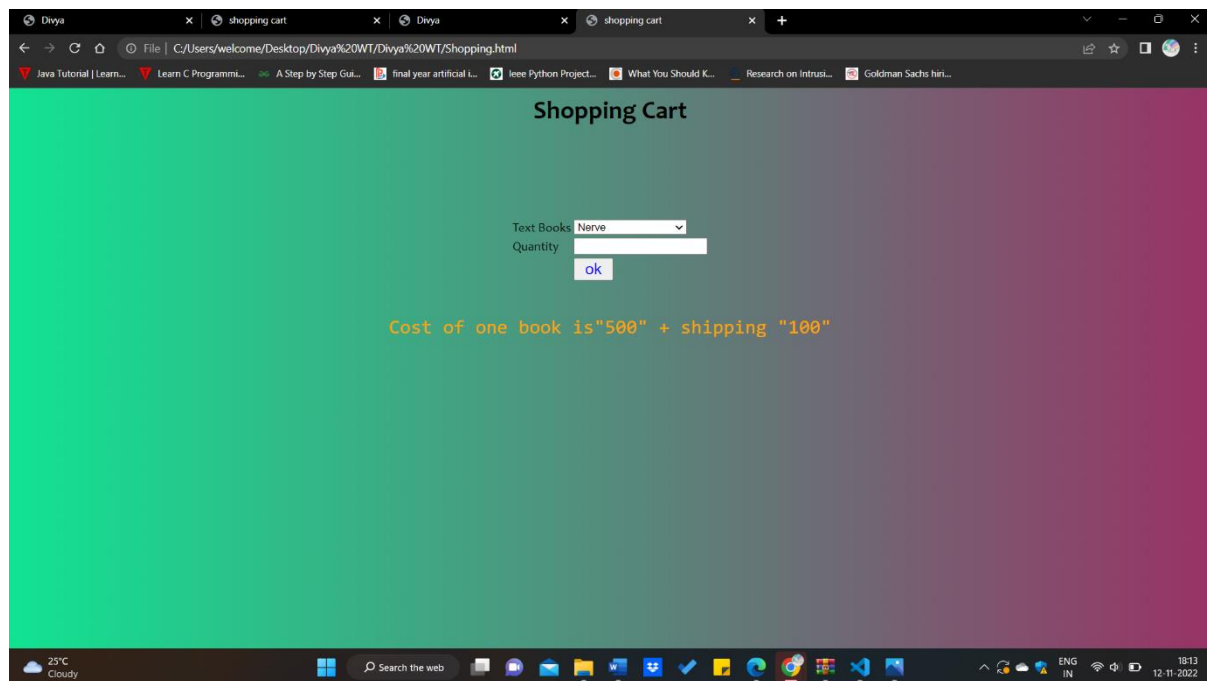 Divya
shopping cart
Divya
shopping cart
File | C:/Users/welcome/Desktop/Divya%20WT/Divya%20WT/Shopping.html
Java Tutorial | Learn...
Learn C Programmi...
A Step by Step Gui...
final year artificial i...
Ieee Python Project...
What You Should K...
Research on Intrusi...
Goldman Sachs hiri...
Shopping Cart
Text Books Nerve
Quantity
ok
Cost of one book is"500" + shipping "100"
25°C
Cloudy
Search the web
ENG
IN
18:13
12-11-2022